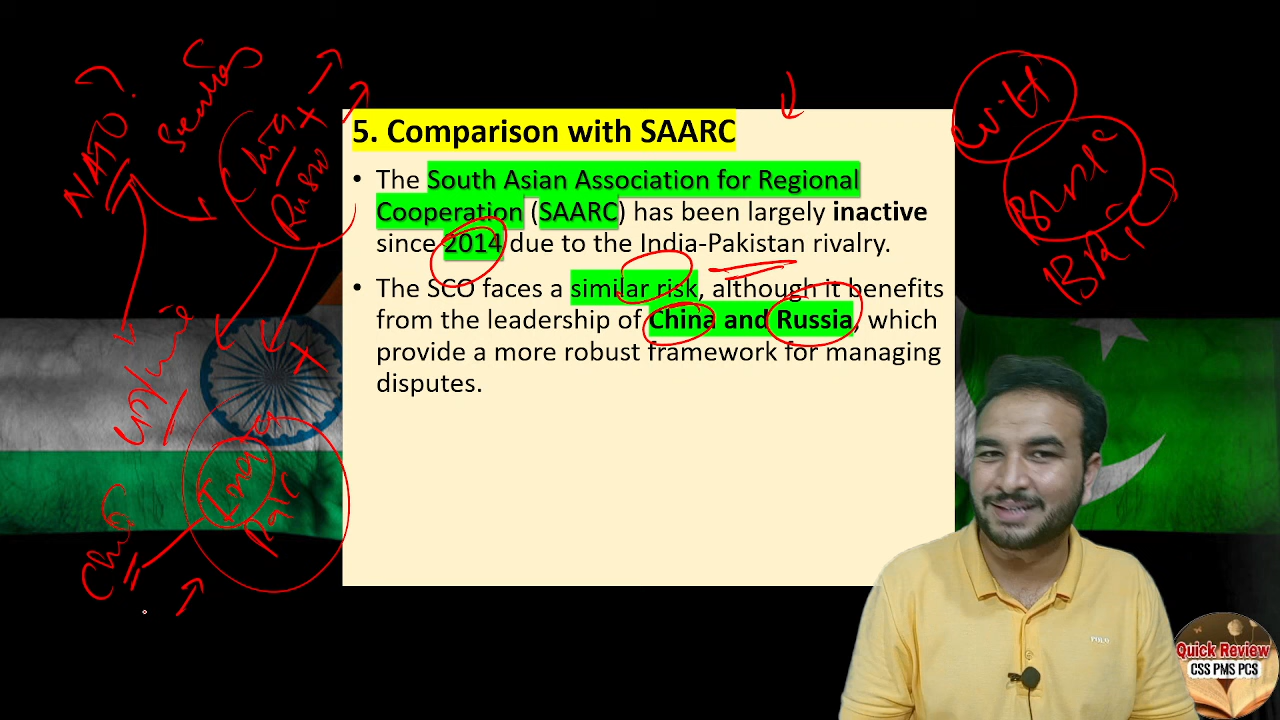 5. Comparison with SAARC
• The South Asian Association for Regional
Cooperation (SAARC) has been largely inactive
since 2014 due to the India-Pakistan rivalry.
• The SCO faces a similar risk, although it benefits
from the leadership of China and Russia, which
provide a more robust framework for managing
disputes.
NATO?
China
Russia
Quick Review
CSS PMS PCS